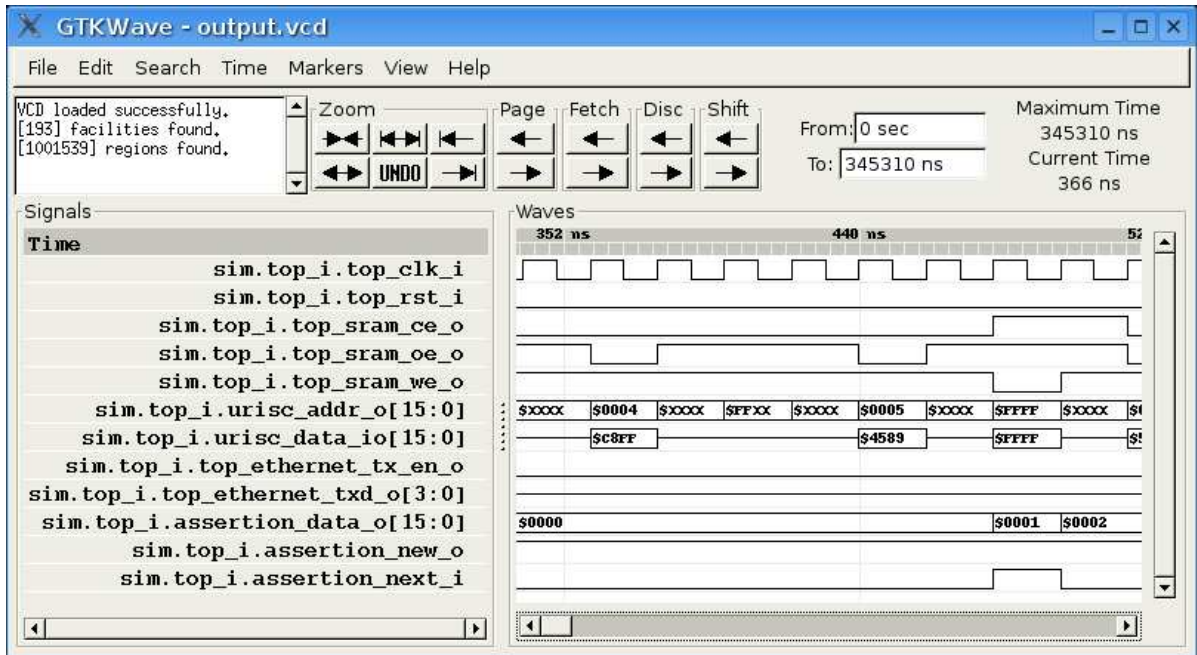 GTKWave - output.vcd
File Edit Search Time Markers View Help
VCD loaded successfully.
[193] facilities found.
[1001539] regions found.
Zoom
UNDO
Page
Fetch
Disc
Shift
From: 0 sec
To: 345310 ns
Maximum Time
345310 ns
Current Time
366 ns
Signals
Time
sim.top_i.top_clk_i
sim.top_i.top_rst_i
sim.top_i.top_sram_ce_o
sim.top_i.top_sram_oe_o
sim.top_i.top_sram_we_o
sim.top_i.urisc_addr_o[15:0]
sim.top_i.urisc_data_io[15:0]
sim.top_i.top_ethernet_tx_en_o
sim.top_i.top_ethernet_txd_o[3:0]
sim.top_i.assertion_data_o[15:0]
sim.top_i.assertion_new_o
sim.top_i.assertion_next_i
Waves
352 ns 440 ns 52
$XXXX $0004 $XXXX $FFXX $XXXX $0005 $XXXX $FFFF $XXXX
$C8FF $4589 $FFFF
$0000 $0001 $0002